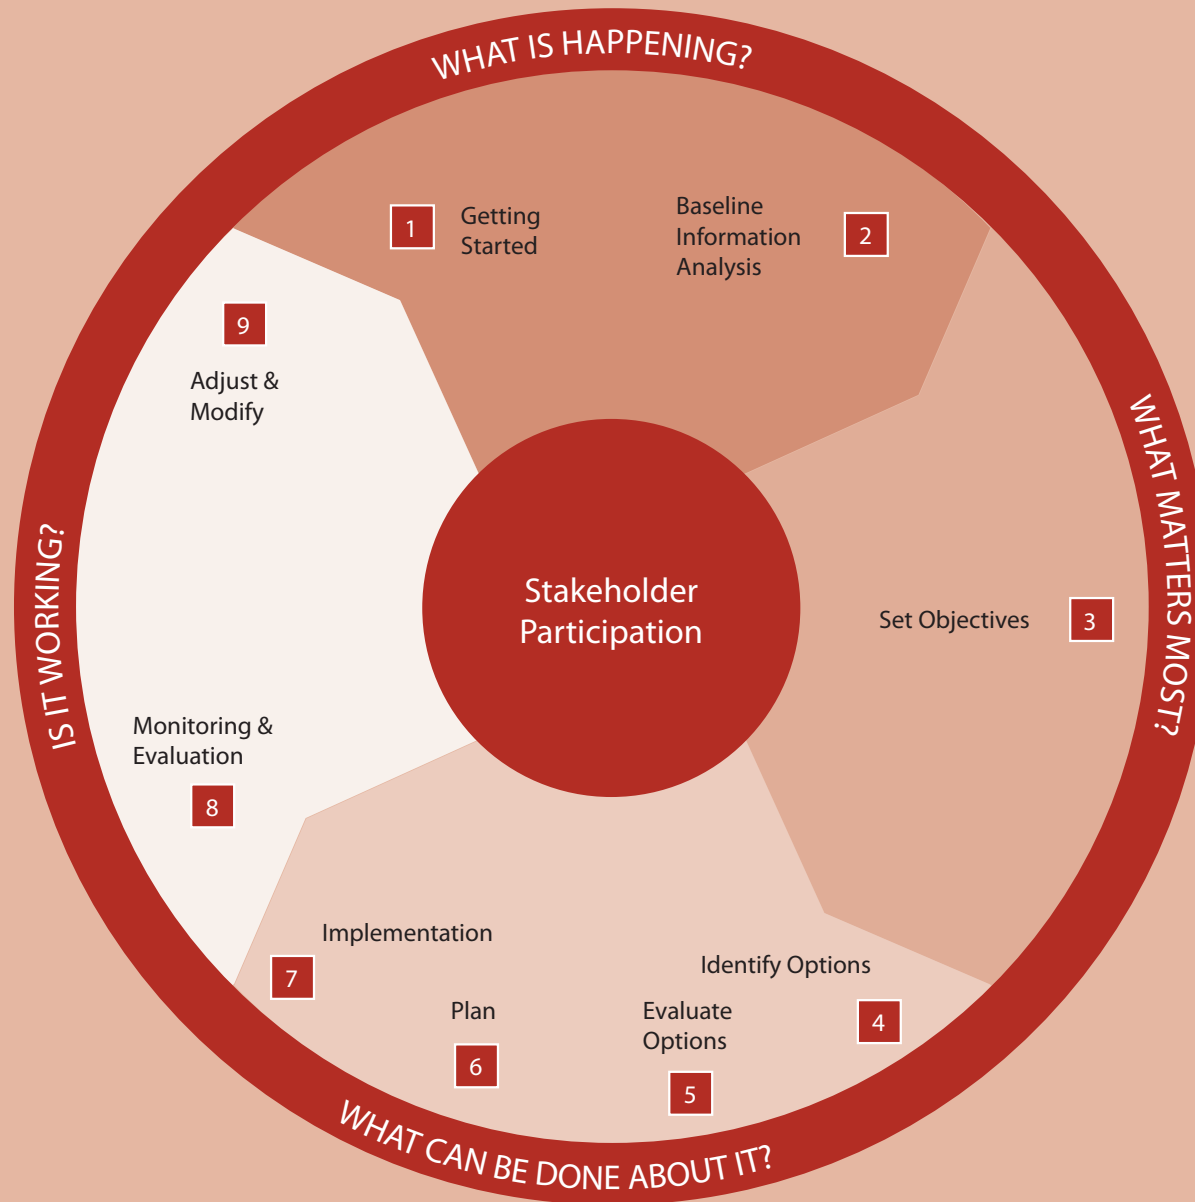 WHAT IS HAPPENING?
1
Getting
Started
Baseline
Information
Analysis
2
WHAT MATTERS MOST?
Set Objectives
3
Identify Options
4
Evaluate
Options
5
Plan
6
Implementation
7
WHAT CAN BE DONE ABOUT IT?
Monitoring &
Evaluation
8
9
Adjust &
Modify
IS IT WORKING?
Stakeholder
Participation